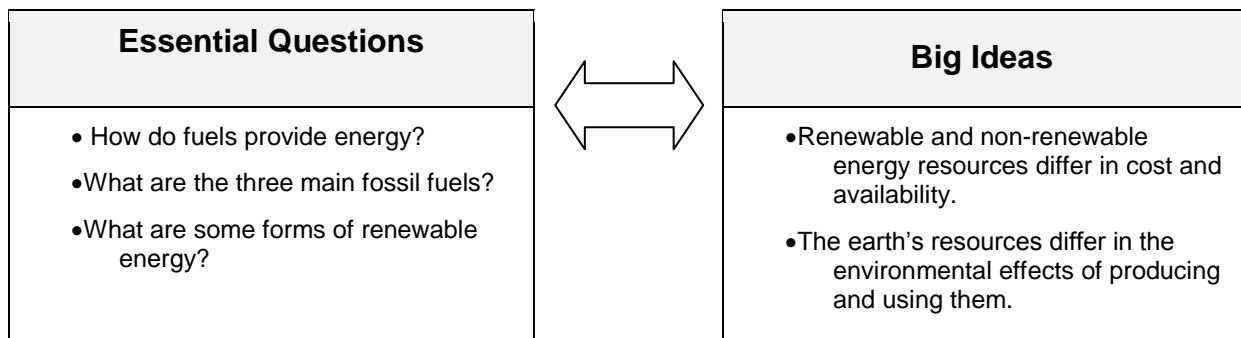 Essential Questions
• How do fuels provide energy?
•What are the three main fossil fuels?
•What are some forms of renewable
energy?
Big Ideas
•Renewable and non-renewable
energy resources differ in cost and
availability.
•The earth’s resources differ in the
environmental effects of producing
and using them.